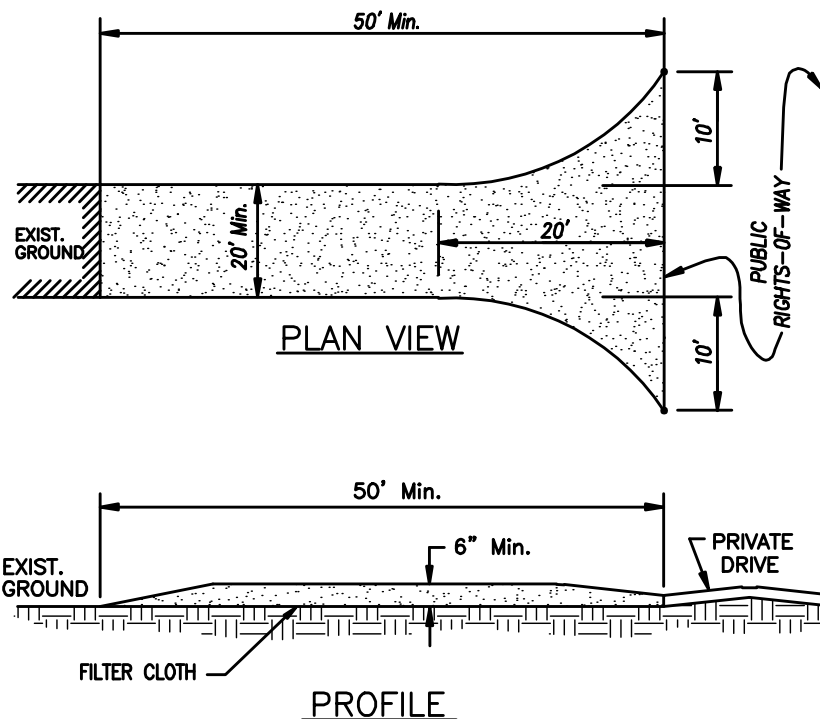 50' Min.
10'
EXIST.
GROUND
20' Min.
20'
PUBLIC
RIGHTS-OF-WAY
PLAN VIEW
10'
50' Min.
6" Min.
EXIST.
GROUND
PRIVATE
DRIVE
FILTER CLOTH
PROFILE